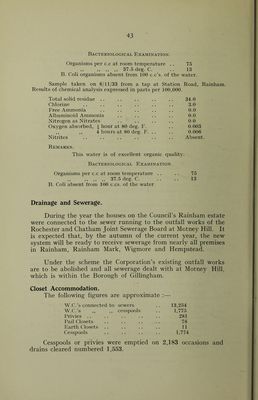 43
Bacteriological Examination.
Organisms per c.c at room temperature .. 75
,, ,, ,, 37.5 deg. C. .. 13
B. Coli organisms absent from 100 c.c's. of the water.
Sample taken on 6/11/33 from a tap at Station Road, Rainham.
Results of chemical analysis expressed in parts per 100,000.
Total solid residue .. .. .. .. .. 34.0
Chlorine .. .. .. .. .. 3.0
Free Ammonia .. .. .. .. .. 0.0
Albuminoid Ammonia .. .. .. .. 0.0
Nitrogen as Nitrates .. .. .. .. 0.0
Oxygen absorbed, ¼ hour at 80 deg. F. .. .. 0.003
,, 4 hours at 80 deg. F. .. .. 0.006
Nitrites .. .. .. .. .. Absent.
Remarks.
This water is of excellent organic quality.
Bacteriological Examination.
Organisms per c.c at room temperature .. .. 75
,, ,, ,, 37.5 deg. C. .. .. 13
B. Coli absent from 100 c.cs. of the water
Drainage and Sewerage.
During the year the houses on the Council's Rainham estate
were connected to the sewer running to the outfall works of the
Rochester and Chatham Joint Sewerage Board at Motney Hill. It
is expected that, by the autumn of the current year, the new
system will be ready to receive sewerage from nearly all premises
in Rainham, Rainham Mark, Wigmore and Hempstead.
Under the scheme the Corporation's existing outfall works
are to be abolished and all sewerage dealt with at Motney Hill,
which is within the Borough of Gillingham.
Closet Accommodation.
The following figures are approximate :—
W.C.'s connected to sewers .. 13,234
W.C.'s ,, ,, cesspools .. 1,775
Privies .. .. .. .. 293
Pail Closets .. .. .. 78
Earth Closets .. .. .. 11
Cesspools .. .. .. 1,774
Cesspools or privies were emptied on 2,183 occasions and
drains cleared numbered 1,553.